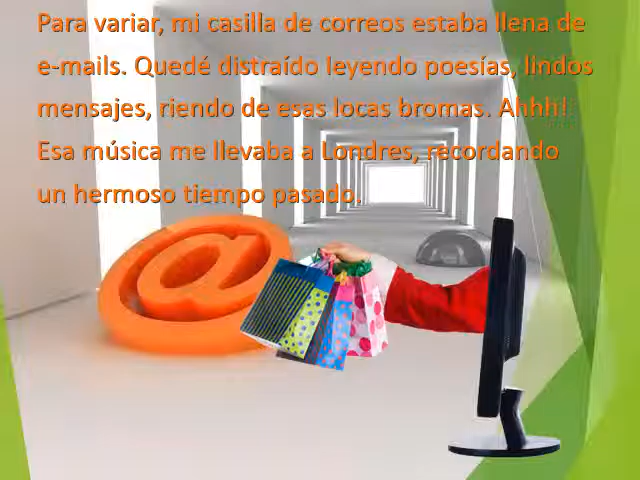 Para variar, mi casilla de correos estaba llena de
e-mails. Quedé distraído leyendo poesías, lindos
mensajes, riendo de esas locas bromas. Ahhh!
Esa música me llevaba a Londres, recordando
un hermoso tiempo pasado.
@